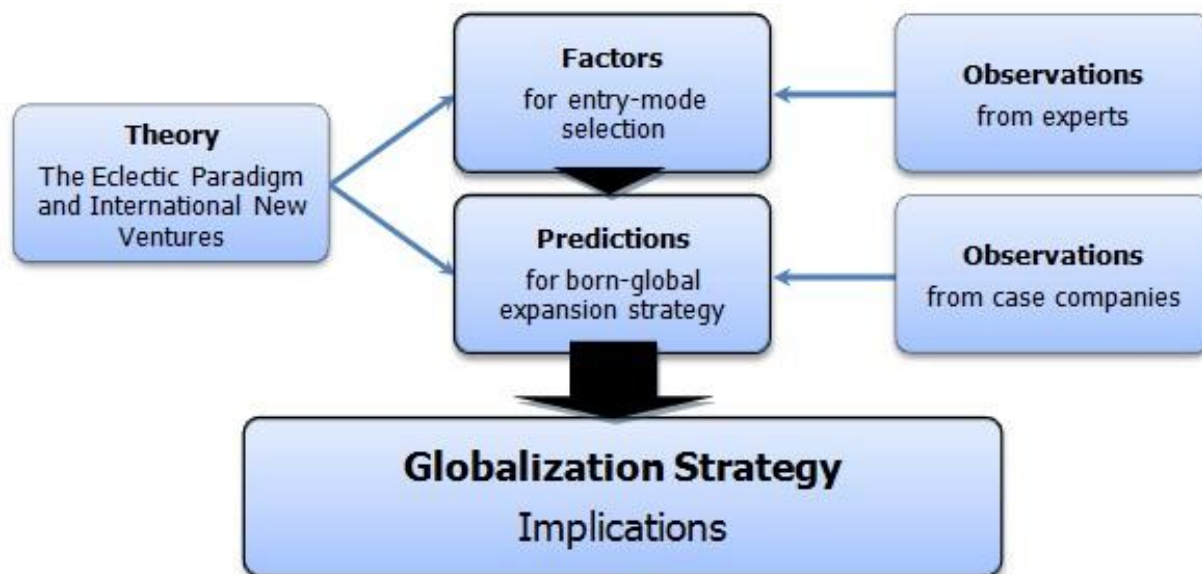 Theory
The Eclectic Paradigm
and International New
Ventures
Factors
for entry-mode
selection
Predictions
for born-global
expansion strategy
Observations
from experts
Observations
from case companies
Globalization Strategy
Implications